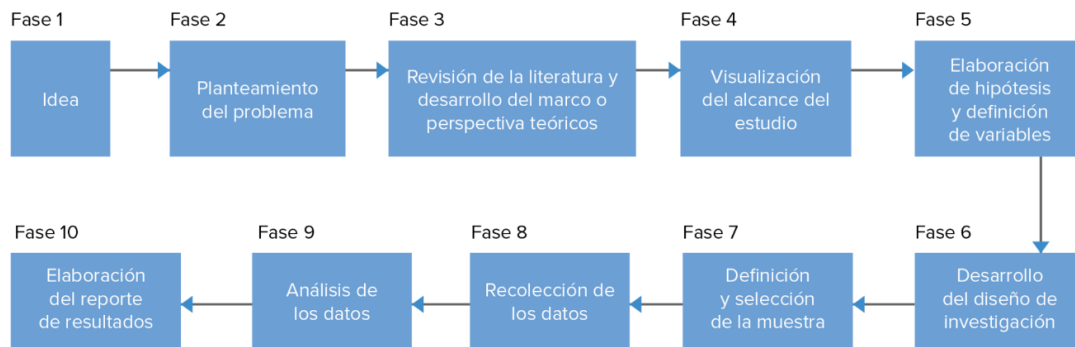 Fase 1
Idea
Fase 2
Planteamiento
del problema
Fase 3
Revisión de la literatura y
desarrollo del marco o
perspectiva teóricos
Fase 4
Visualización
del alcance del
estudio
Fase 5
Elaboración
de hipótesis
y definición
de variables
Fase 6
Desarrollo
del diseño de
investigación
Fase 7
Definición
y selección
de la muestra
Fase 8
Recolección de
los datos
Fase 9
Análisis de
los datos
Fase 10
Elaboración
del reporte
de resultados